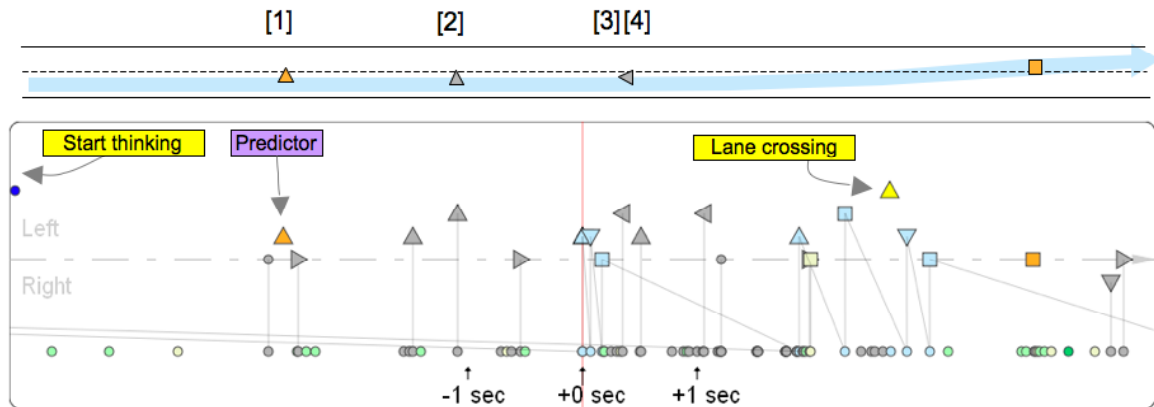 [1] [2] [3] [4]
Start thinking Predictor Lane crossing
Left
Right
-1 sec +0 sec +1 sec